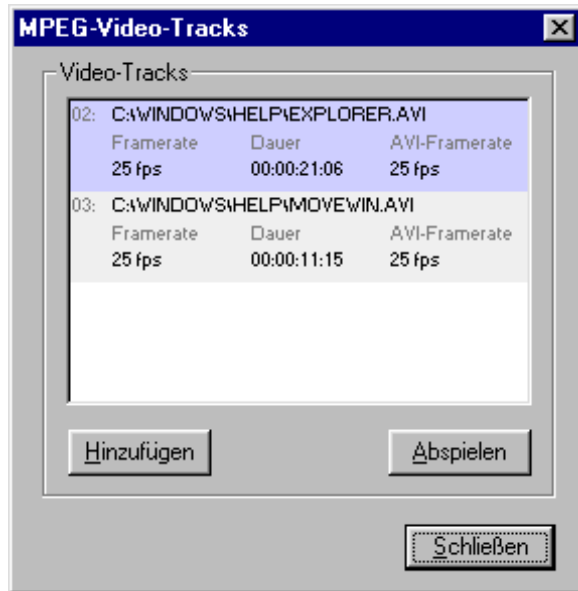 MPEG-Video-Tracks
Video-Tracks
02: C:\WINDOWS\HELP\EXPLORER.AVI
Framerate Dauer AVI-Framerate
25 fps 00:00:21:06 25 fps
03: C:\WINDOWS\HELP\MOVEWIN.AVI
Framerate Dauer AVI-Framerate
25 fps 00:00:11:15 25 fps
Hinzufügen Abspielen
Schließen